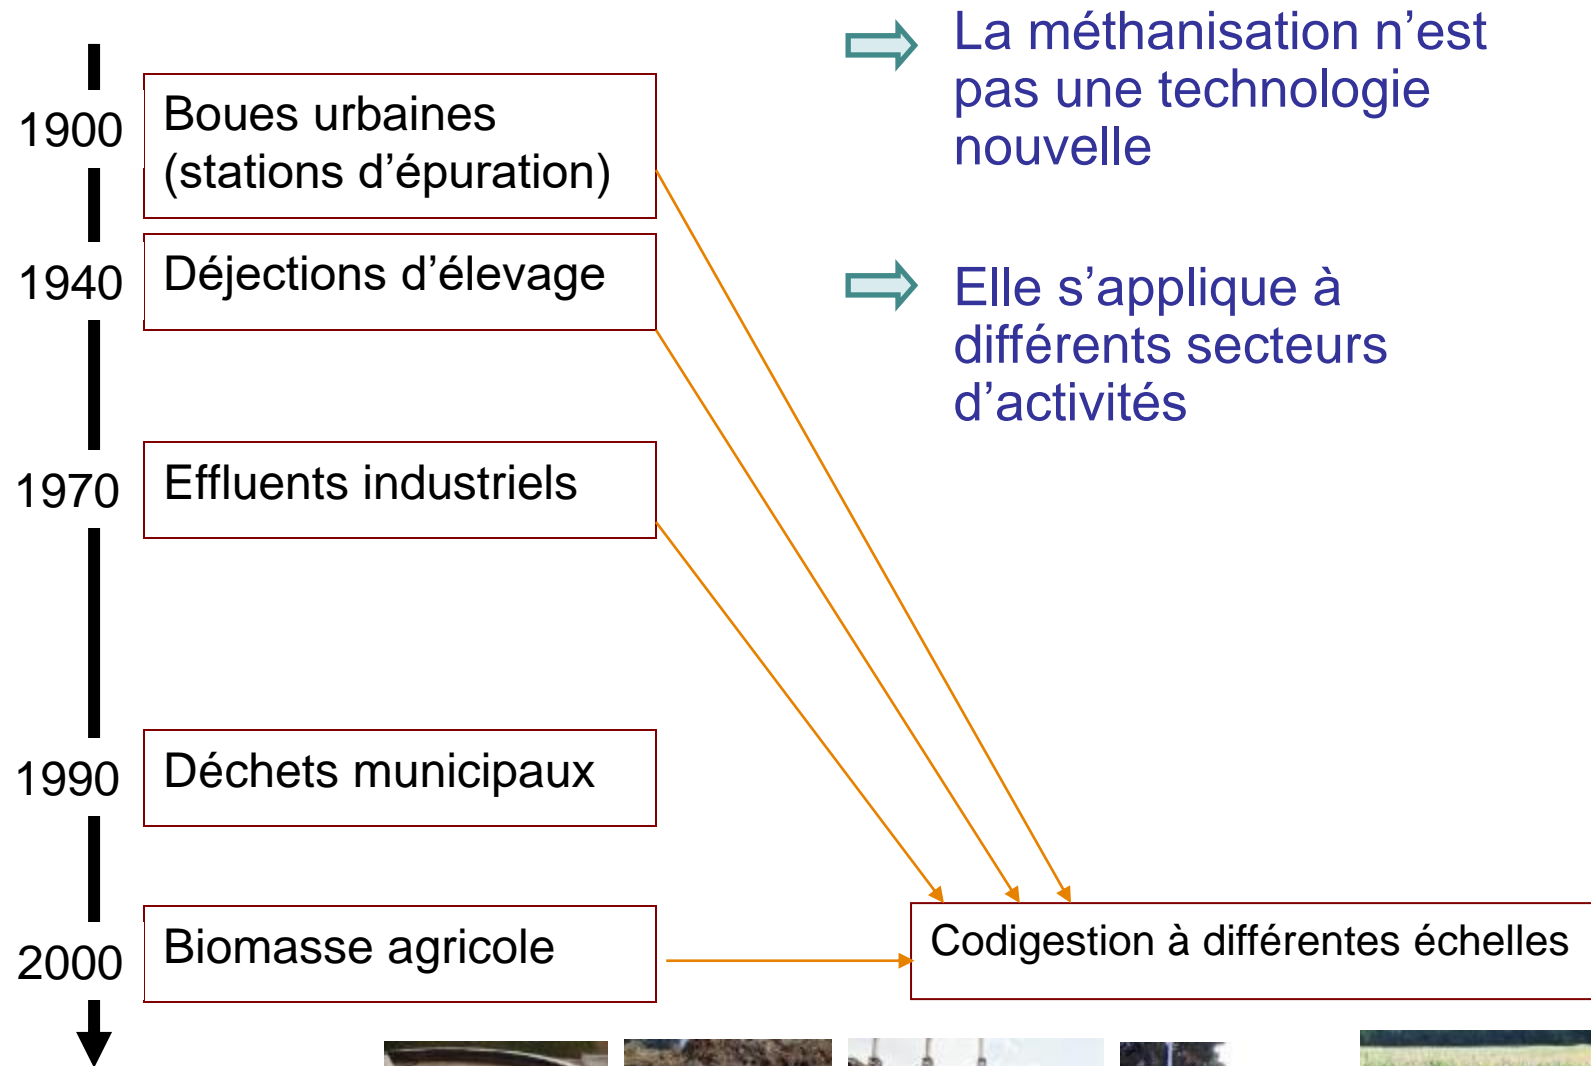 1900
Boues urbaines
(stations d’épuration)
1940
Déjections d’élevage
1970
Effluents industriels
1990
Déchets municipaux
2000
Biomasse agricole
La méthanisation n’est
pas une technologie
nouvelle
Elle s’applique à
différents secteurs
d’activités
Codigestion à différentes échelles